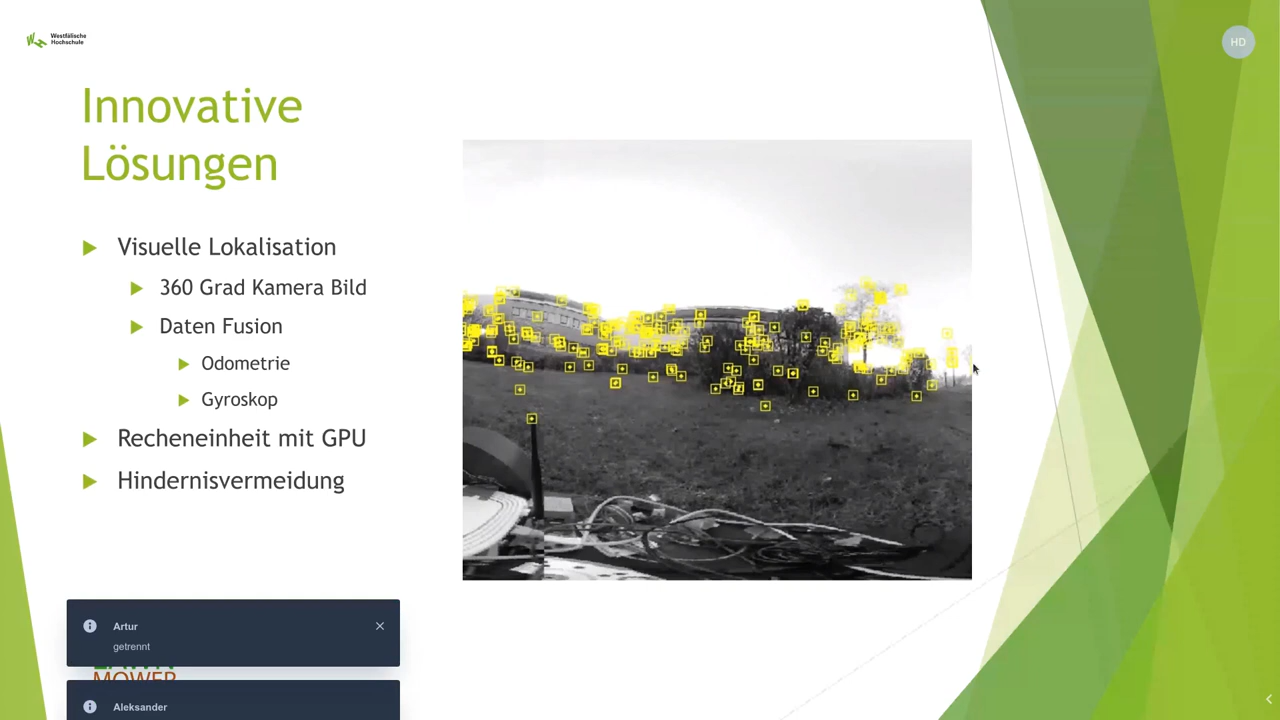 Westfälische
Hochschule
HD
Innovative
Lösungen
Visuelle Lokalisation
360 Grad Kamera Bild
Daten Fusion
Odometrie
Gyroskop
Recheneinheit mit GPU
Hindernisvermeidung
Artur
getrennt
MOWER
Aleksander